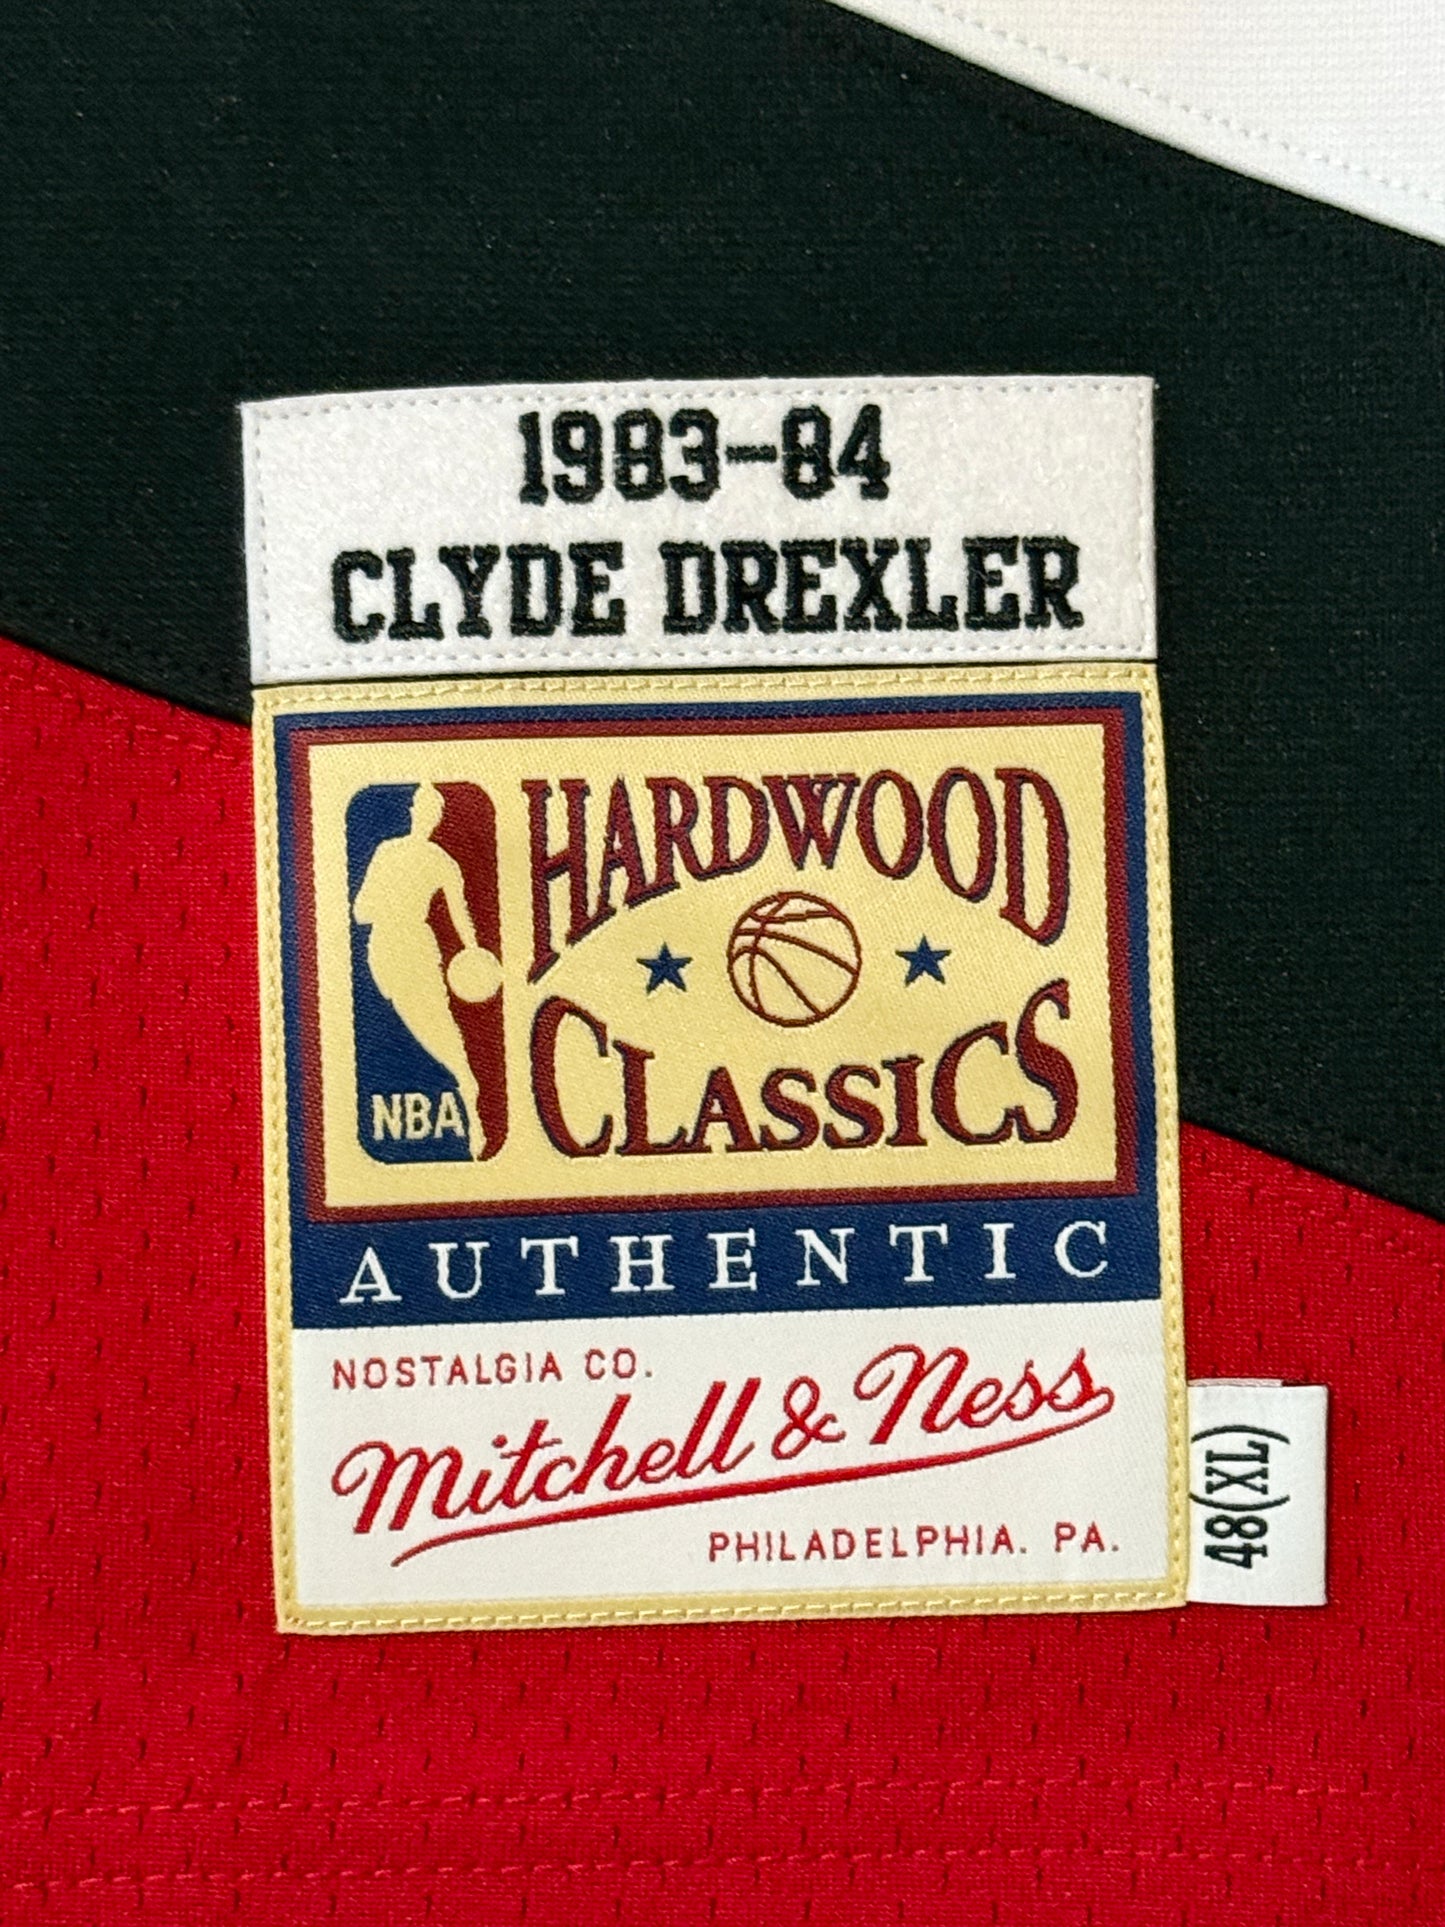 1983-84
CLYDE DREXLER
HARDWOOD
CLASSICS
NBA
AUTHENTIC
NOSTALGIA CO.
Mitchell & Ness
PHILADELPHIA. PA.
48(XL)